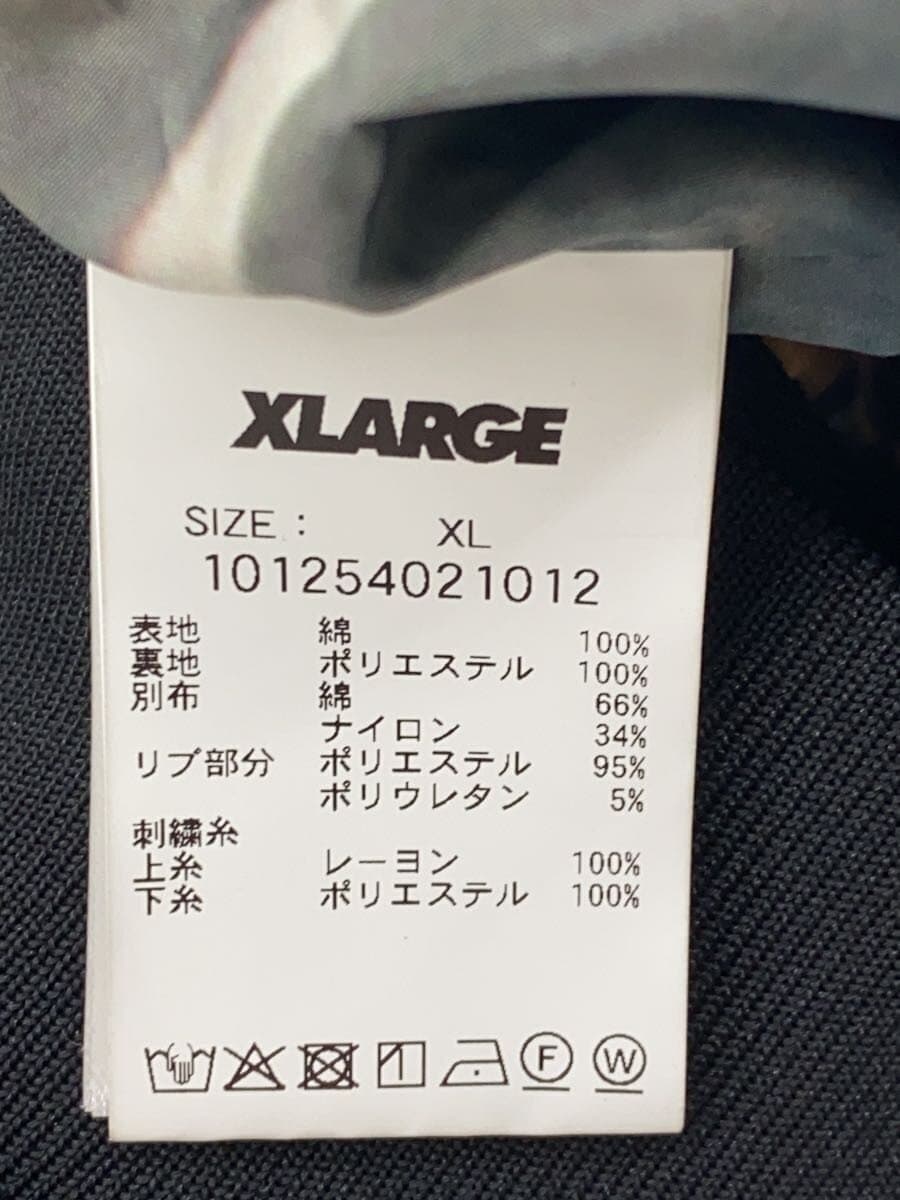 XLARGE
SIZE : XL
101254021012
表地 綿 100%
裏地 ポリエステル 100%
別布 綿 66%
ナイロン 34%
リブ部分 ポリエステル 95%
ポリウレタン 5%
刺繍糸
上糸 レーヨン 100%
下糸 ポリエステル 100%
F W